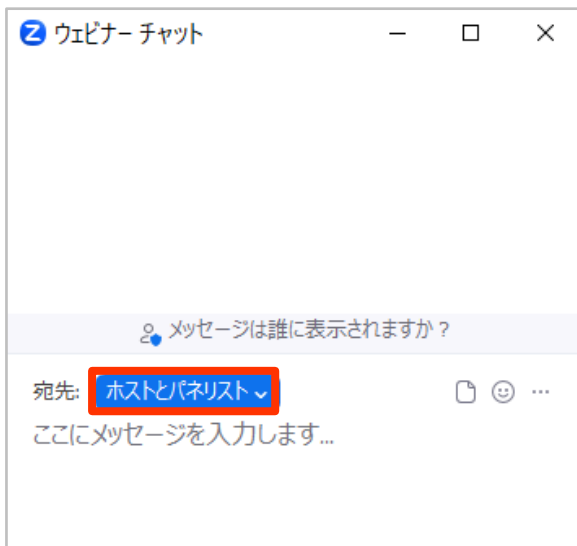 ウェビナー チャット
メッセージは誰に表示されますか？
宛先: ホストとパネリスト
ここにメッセージを入力します...